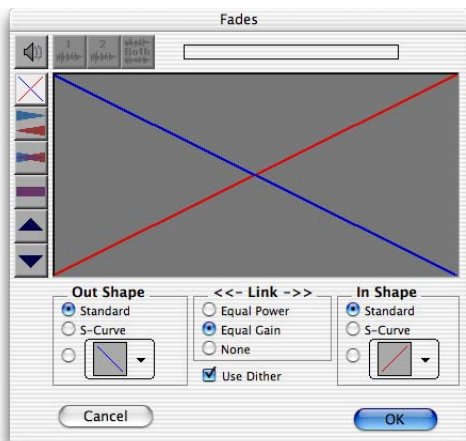 Fades
1 2 Both
Out Shape
Standard
S-Curve
<<- Link ->>
Equal Power
Equal Gain
None
Use Dither
In Shape
Standard
S-Curve
Cancel
OK